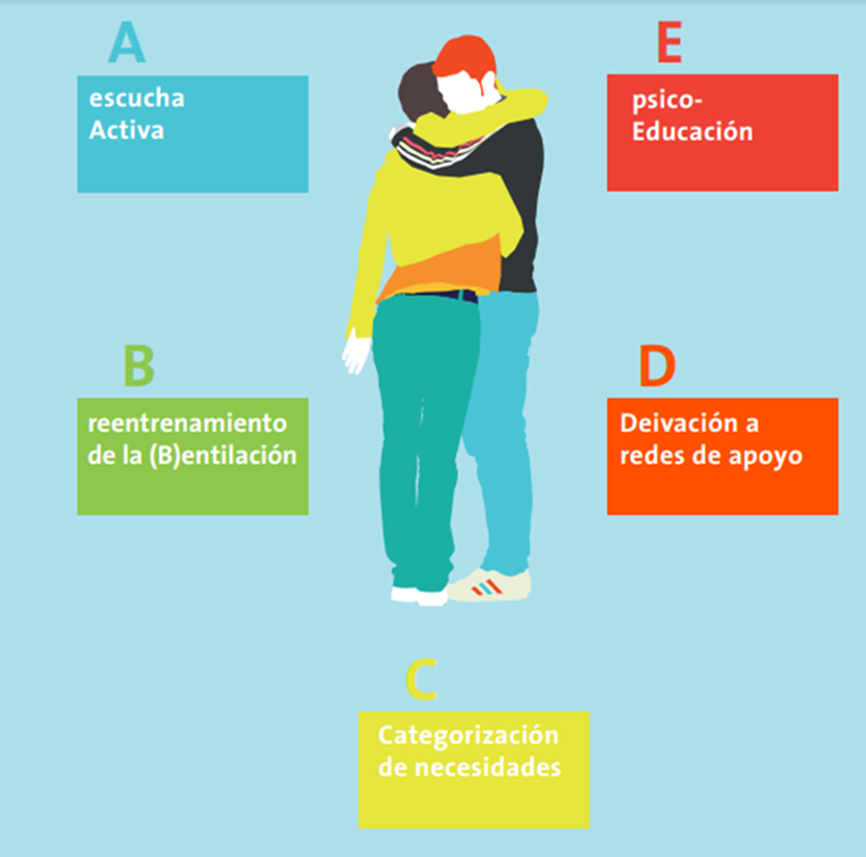 A
escucha
Activa
B
reentrenamiento
de la (B)entilación
C
Categorización
de necesidades
D
Deivación a
redes de apoyo
E
psico-
Educación